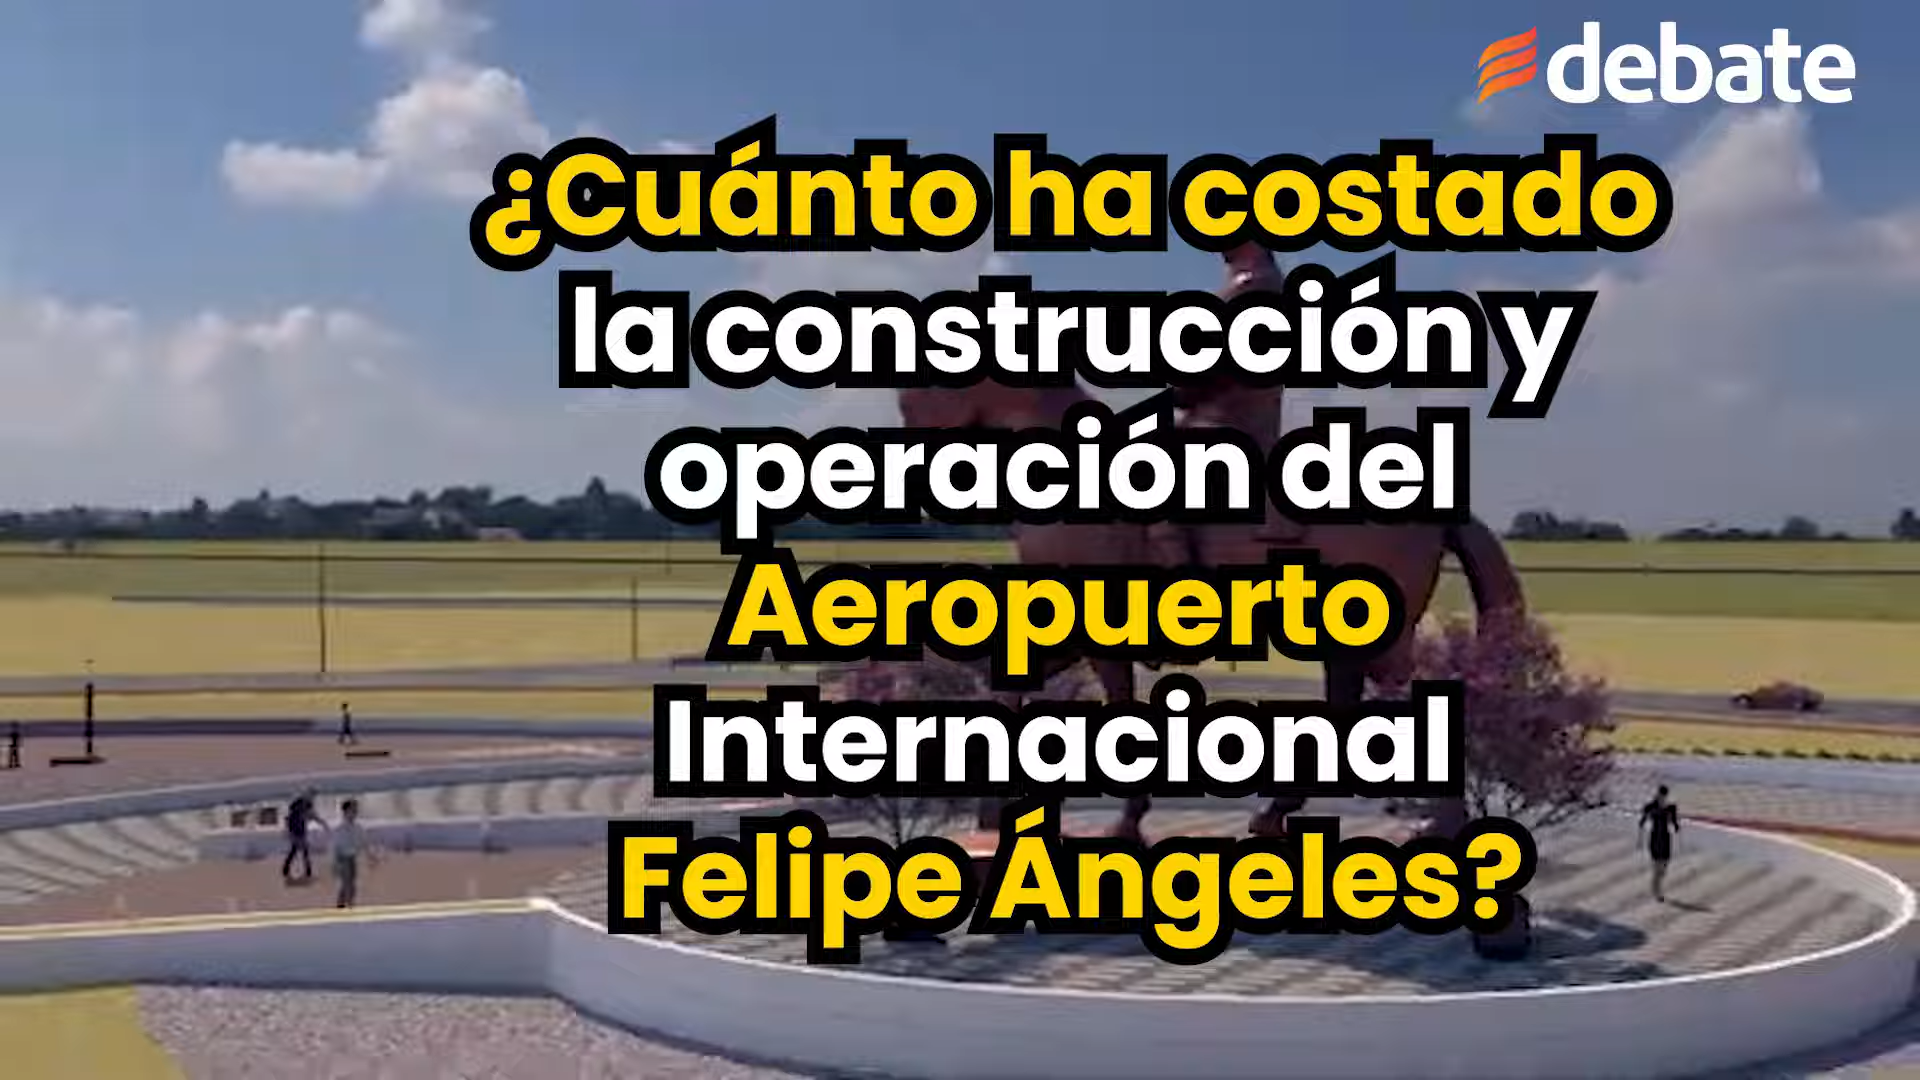 debate
¿Cuánto ha costado
la construcción y
operación del
Aeropuerto
Internacional
Felipe Ángeles?